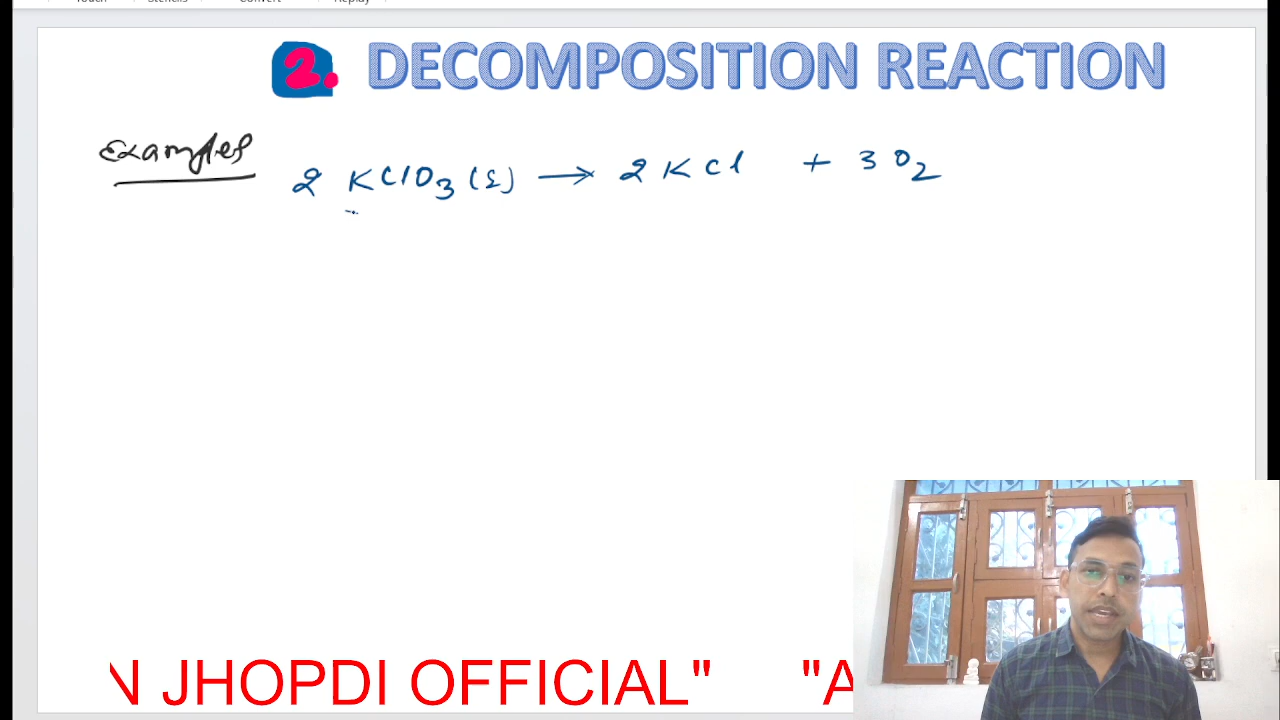 2. DECOMPOSITION REACTION
Examples
2 KClO3 (s) → 2 KCl + 3 O2
N JHOPDI OFFICIAL" "A